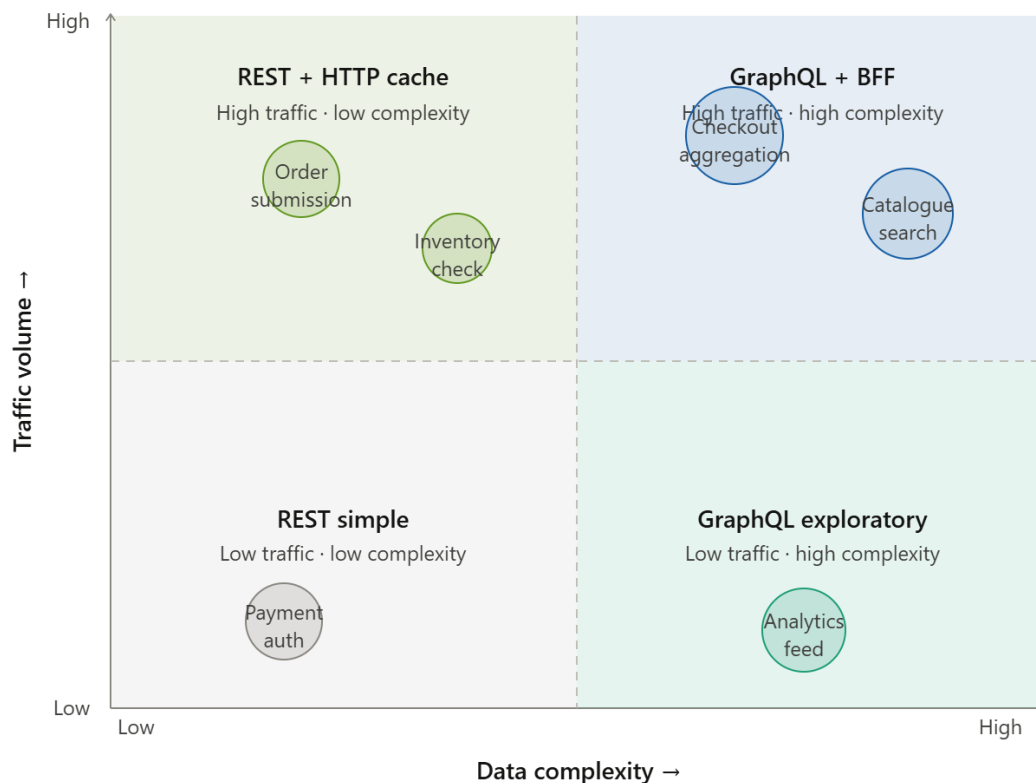 High
REST + HTTP cache
High traffic · low complexity
Order
submission
Inventory
check
GraphQL + BFF
High traffic · high complexity
Checkout
aggregation
Catalogue
search
Traffic volume →
REST simple
Low traffic · low complexity
Payment
auth
GraphQL exploratory
Low traffic · high complexity
Analytics
feed
Low
Low
High
Data complexity →